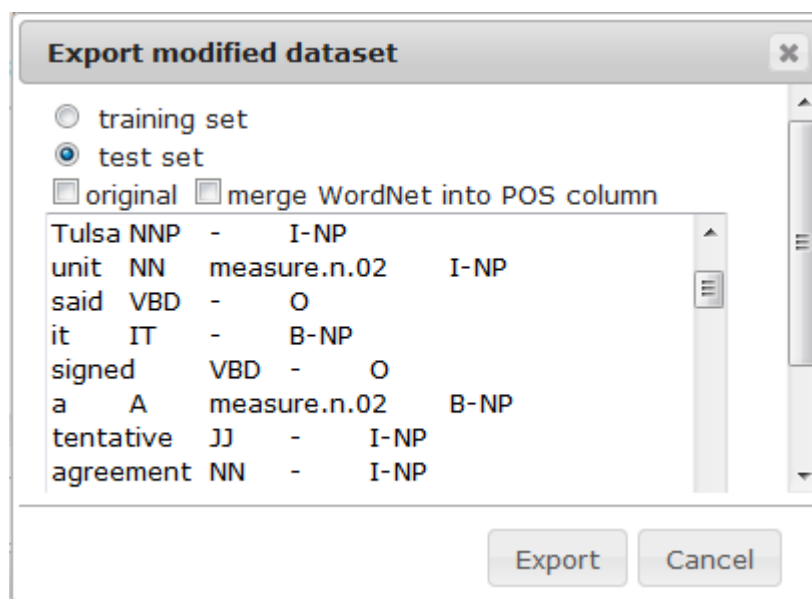 Export modified dataset
training set
test set
original merge WordNet into POS column
Tulsa NNP - I-NP
unit NN measure.n.02 I-NP
said VBD - O
it IT - B-NP
signed VBD - O
a A measure.n.02 B-NP
tentative JJ - I-NP
agreement NN - I-NP
Export Cancel